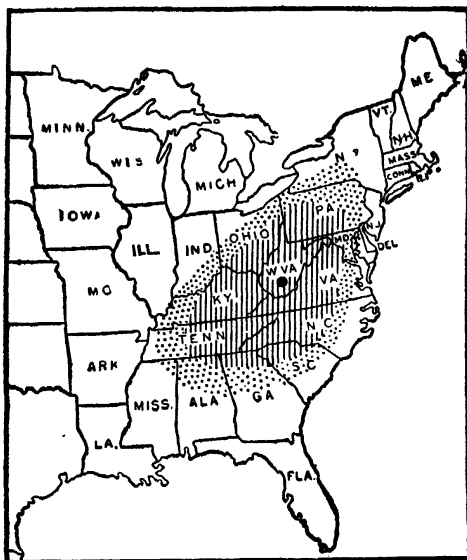 ME
VT.
N.H.
MINN.
MASS.
WIS
N.Y.
CONN.
R.I.
MICH
IOWA
PA.
OHIO
N.J.
ILL.
IND.
MD.
DEL
W.VA
MO
KY.
VA.
TENN
N.C.
ARK
S.C.
MISS.
ALA
GA
LA.
FLA.